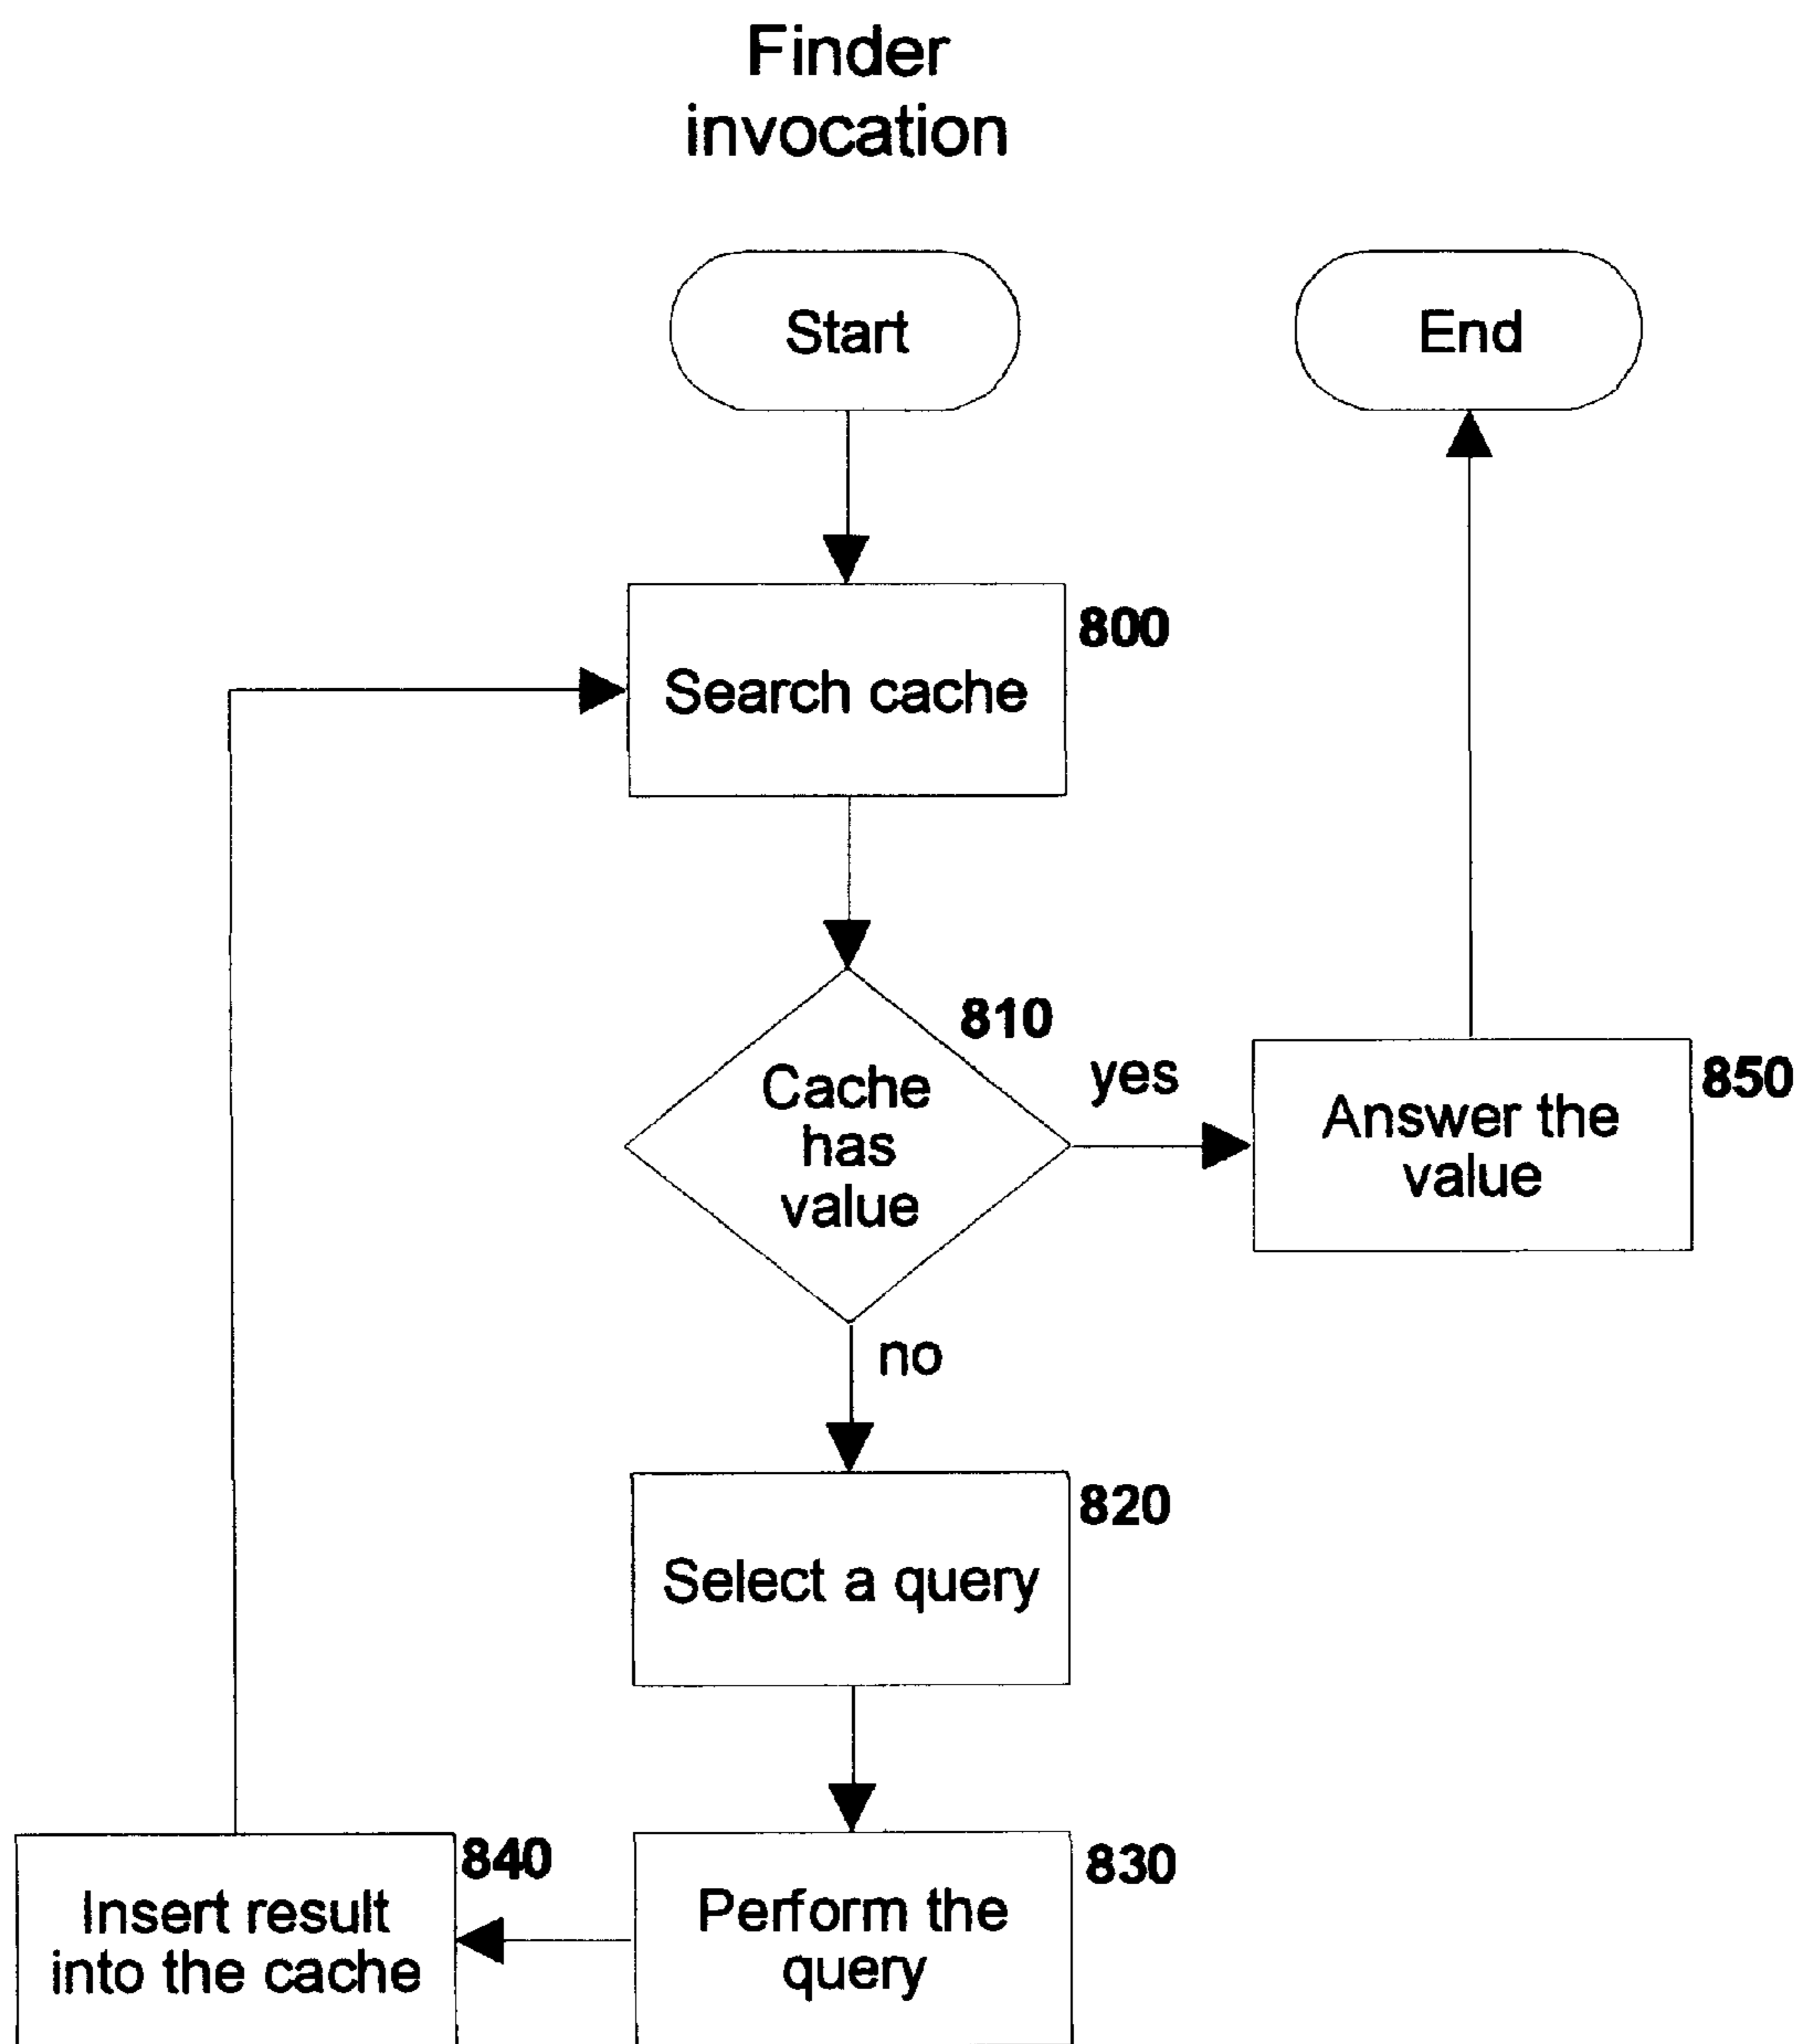 Finder
invocation
Start
End
800
Search cache
810
Cache
has
value
yes
850
Answer the
value
no
820
Select a query
830
Perform the
query
840
Insert result
into the cache